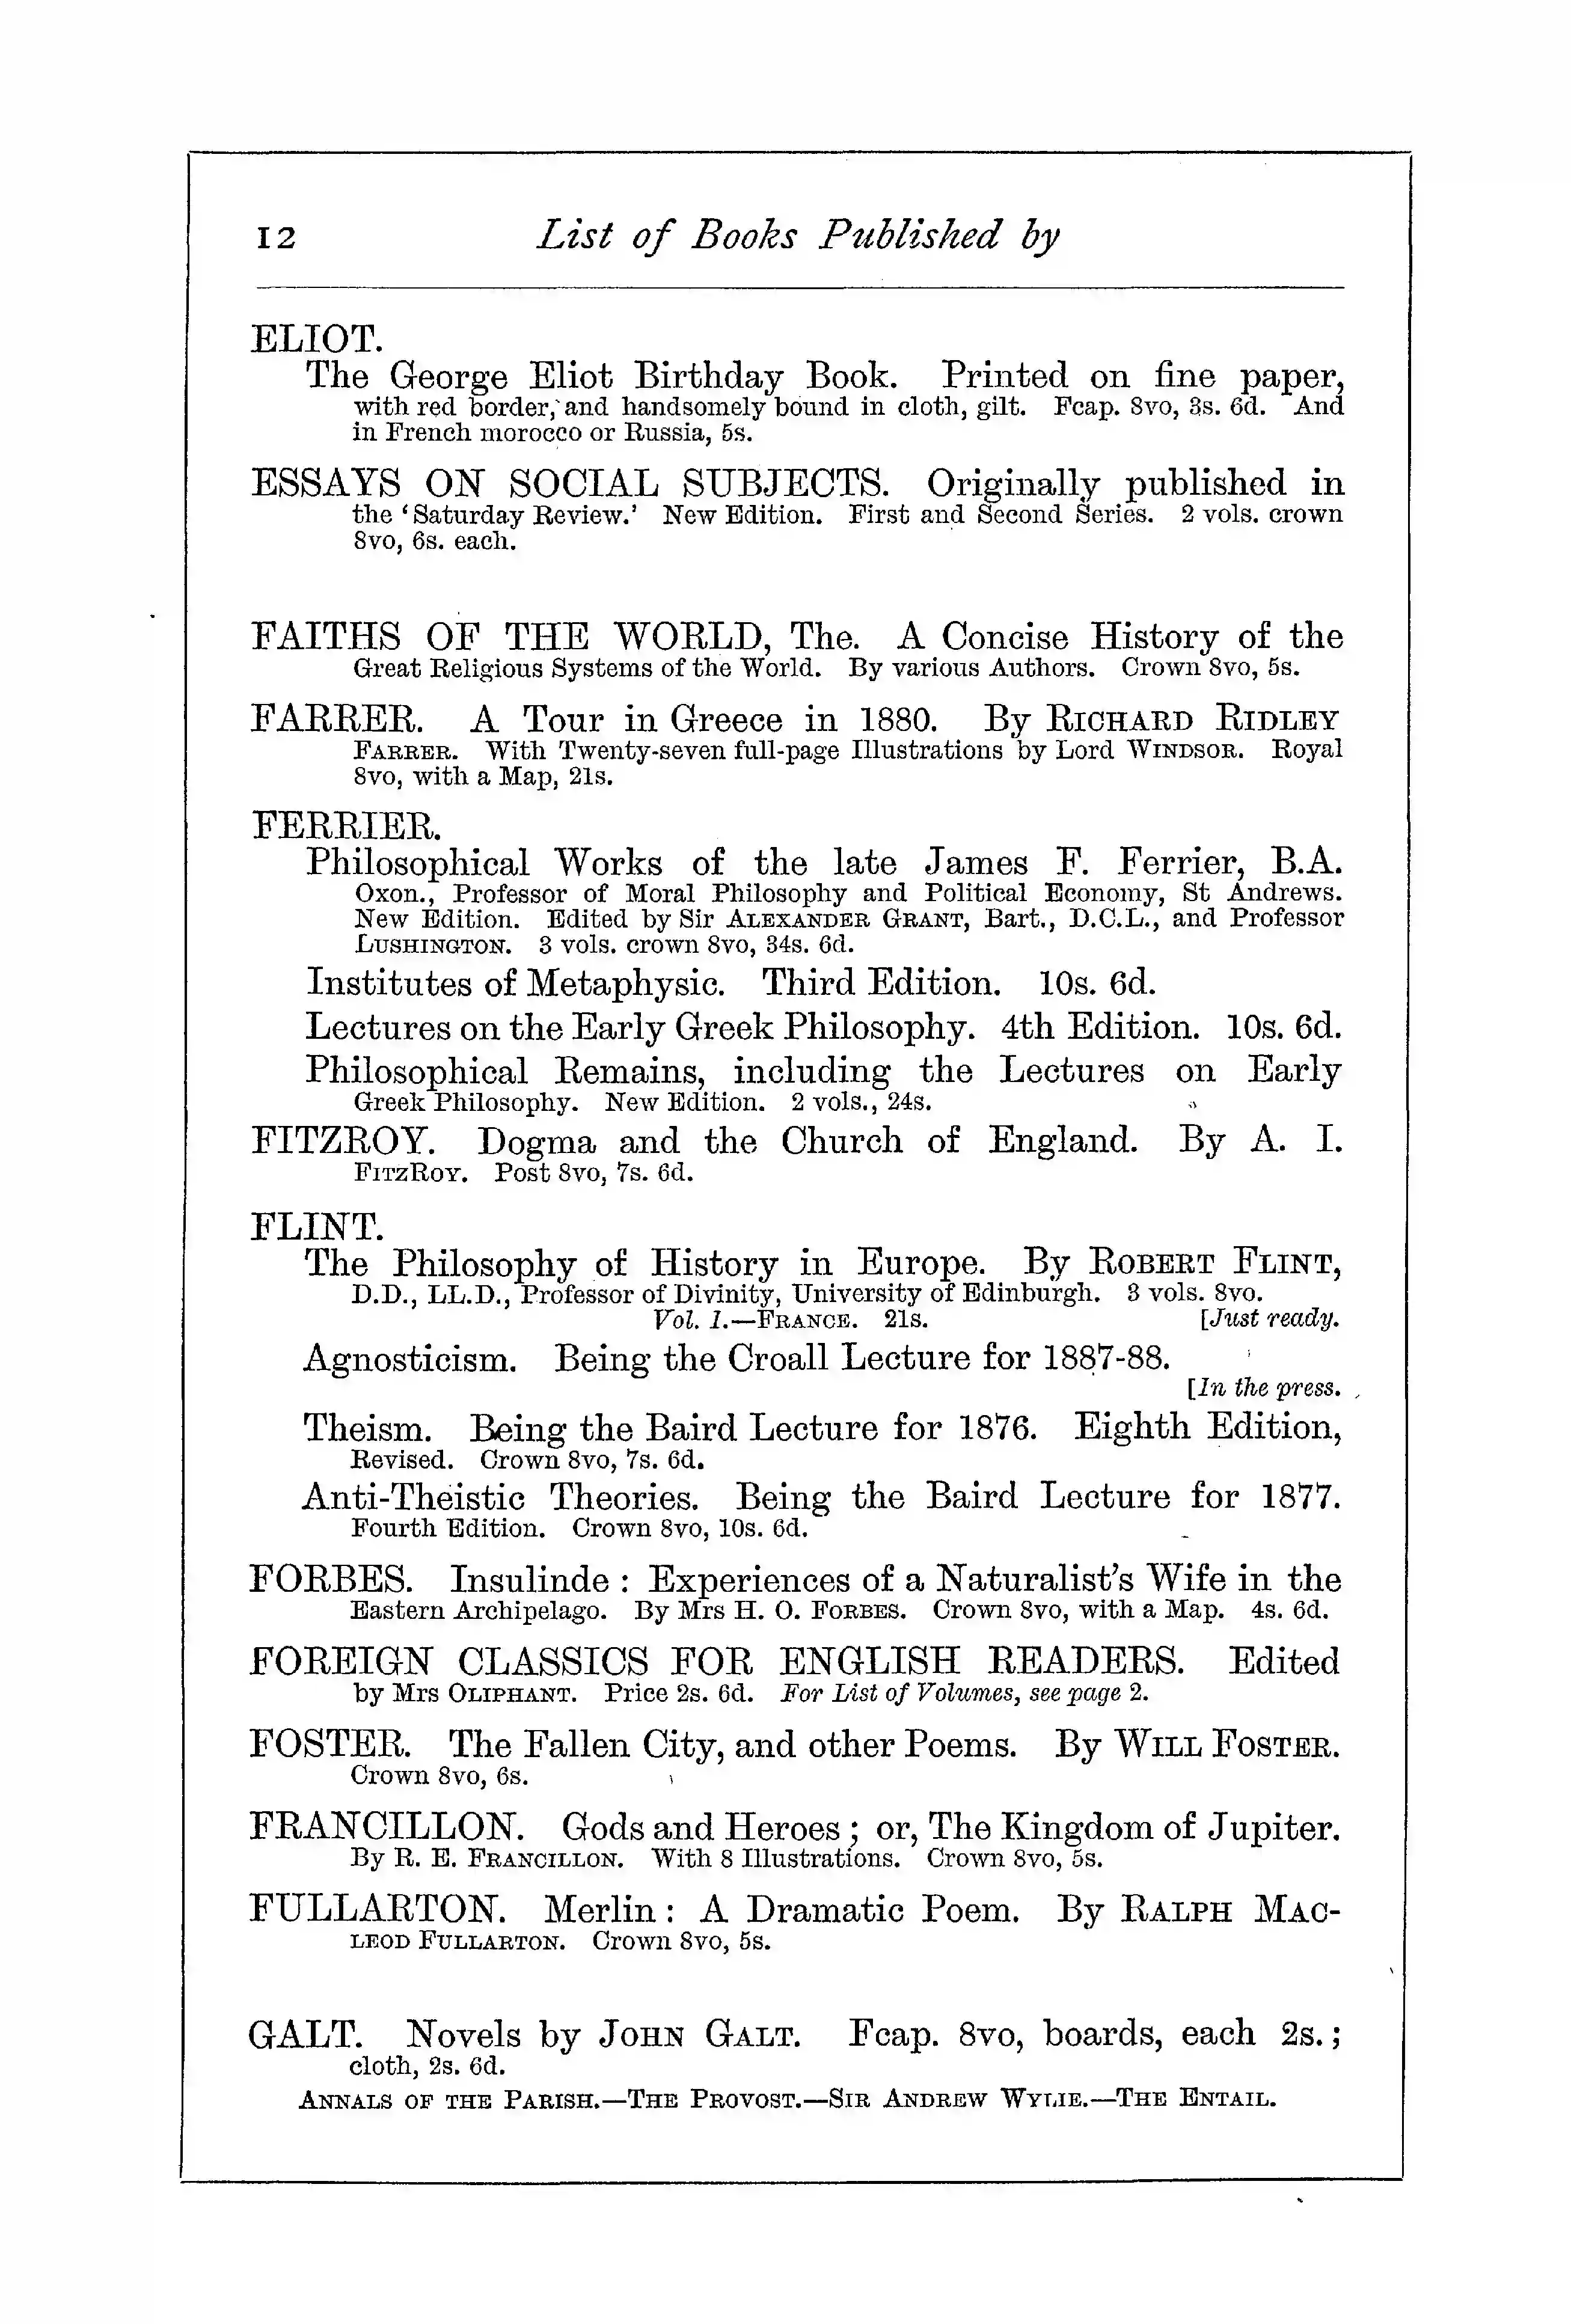 12 List of Books Published by
ELIOT.
The George Eliot Birthday Book. Printed on fine paper,
with red border, and handsomely bound in cloth, gilt. Fcap. 8vo, 3s. 6d. And
in French morocco or Russia, 5s.
ESSAYS ON SOCIAL SUBJECTS. Originally published in
the ‘Saturday Review.’ New Edition. First and Second Series. 2 vols. crown
8vo, 6s. each.
FAITHS OF THE WORLD, The. A Concise History of the
Great Religious Systems of the World. By various Authors. Crown 8vo, 5s.
FARRER. A Tour in Greece in 1880. By RICHARD RIDLEY
FARRER. With Twenty-seven full-page Illustrations by Lord WINDSOR. Royal
8vo, with a Map, 21s.
FERRIER.
Philosophical Works of the late James F. Ferrier, B.A.
Oxon., Professor of Moral Philosophy and Political Economy, St Andrews.
New Edition. Edited by Sir ALEXANDER GRANT, Bart., D.C.L., and Professor
LUSHINGTON. 3 vols. crown 8vo, 34s. 6d.
Institutes of Metaphysic. Third Edition. 10s. 6d.
Lectures on the Early Greek Philosophy. 4th Edition. 10s. 6d.
Philosophical Remains, including the Lectures on Early
Greek Philosophy. New Edition. 2 vols., 24s.
FITZROY. Dogma and the Church of England. By A. I.
FITZROY. Post 8vo, 7s. 6d.
FLINT.
The Philosophy of History in Europe. By ROBERT FLINT,
D.D., LL.D., Professor of Divinity, University of Edinburgh. 3 vols. 8vo.
Vol. I.—FRANCE. 21s. [Just ready.
Agnosticism. Being the Croall Lecture for 1887-88.
[In the press.
Theism. Being the Baird Lecture for 1876. Eighth Edition,
Revised. Crown 8vo, 7s. 6d.
Anti-Theistic Theories. Being the Baird Lecture for 1877.
Fourth Edition. Crown 8vo, 10s. 6d.
FORBES. Insulinde : Experiences of a Naturalist’s Wife in the
Eastern Archipelago. By Mrs H. O. FORBES. Crown 8vo, with a Map. 4s. 6d.
FOREIGN CLASSICS FOR ENGLISH READERS. Edited
by Mrs OLIPHANT. Price 2s. 6d. For List of Volumes, see page 2.
FOSTER. The Fallen City, and other Poems. By WILL FOSTER.
Crown 8vo, 6s.
FRANCILLON. Gods and Heroes ; or, The Kingdom of Jupiter.
By R. E. FRANCILLON. With 8 Illustrations. Crown 8vo, 5s.
FULLARTON. Merlin : A Dramatic Poem. By RALPH MAC-
LEOD FULLARTON. Crown 8vo, 5s.
GALT. Novels by JOHN GALT. Fcap. 8vo, boards, each 2s. ;
cloth, 2s. 6d.
ANNALS OF THE PARISH.—THE PROVOST.—SIR ANDREW WYLIE.—THE ENTAIL.